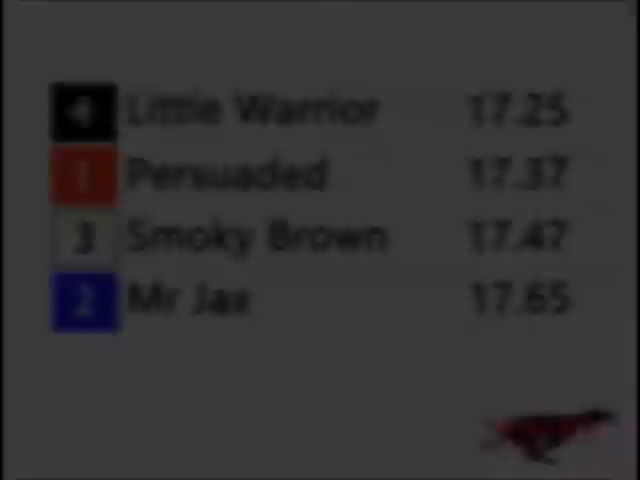 4 Little Warrior 17.25
1 Persuaded 17.37
3 Smoky Brown 17.47
2 Mr Jax 17.65